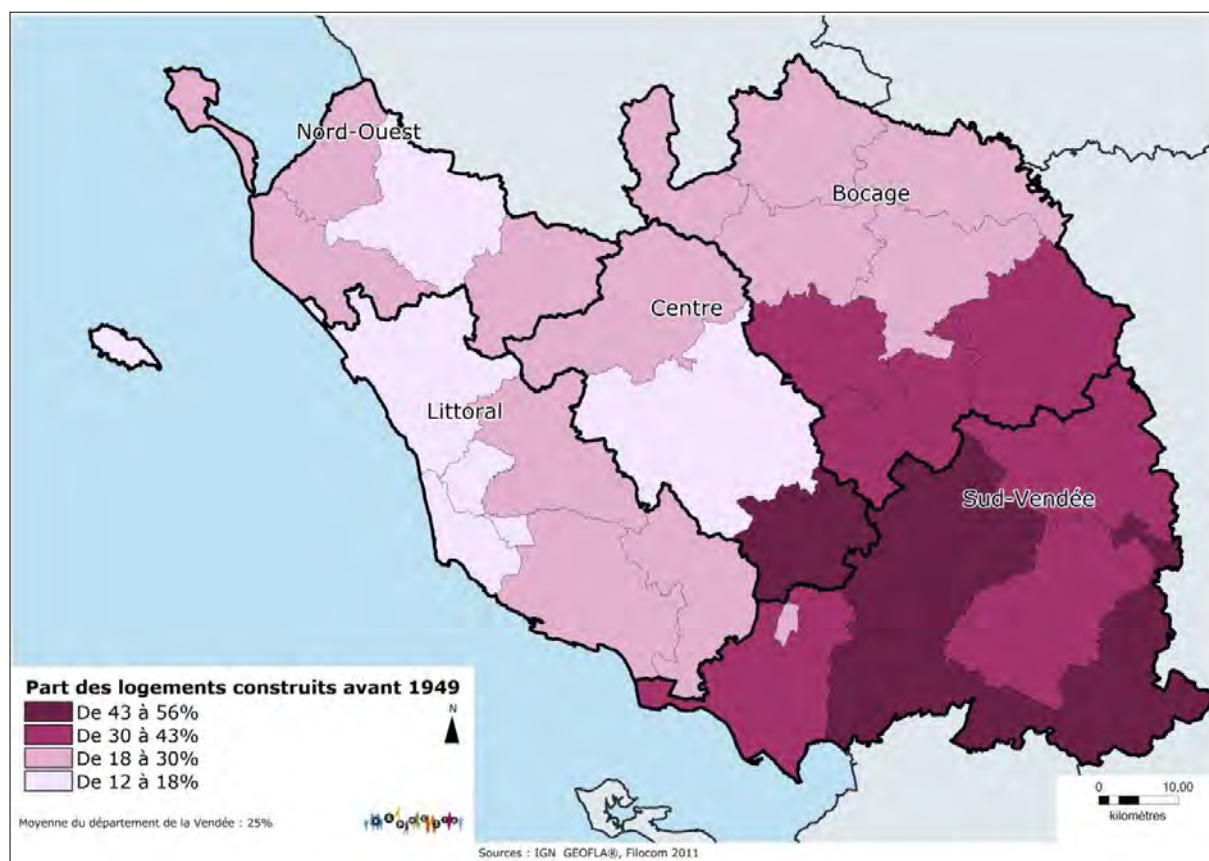 Nord-Ouest
Bocage
Centre
Littoral
Sud-Vendée
Part des logements construits avant 1949
De 43 à 56%
De 30 à 43%
De 18 à 30%
De 12 à 18%
N
Moyenne du département de la Vendée : 25%
0 10,00
kilomètres
Sources : IGN GEOFLA®, Filocom 2011